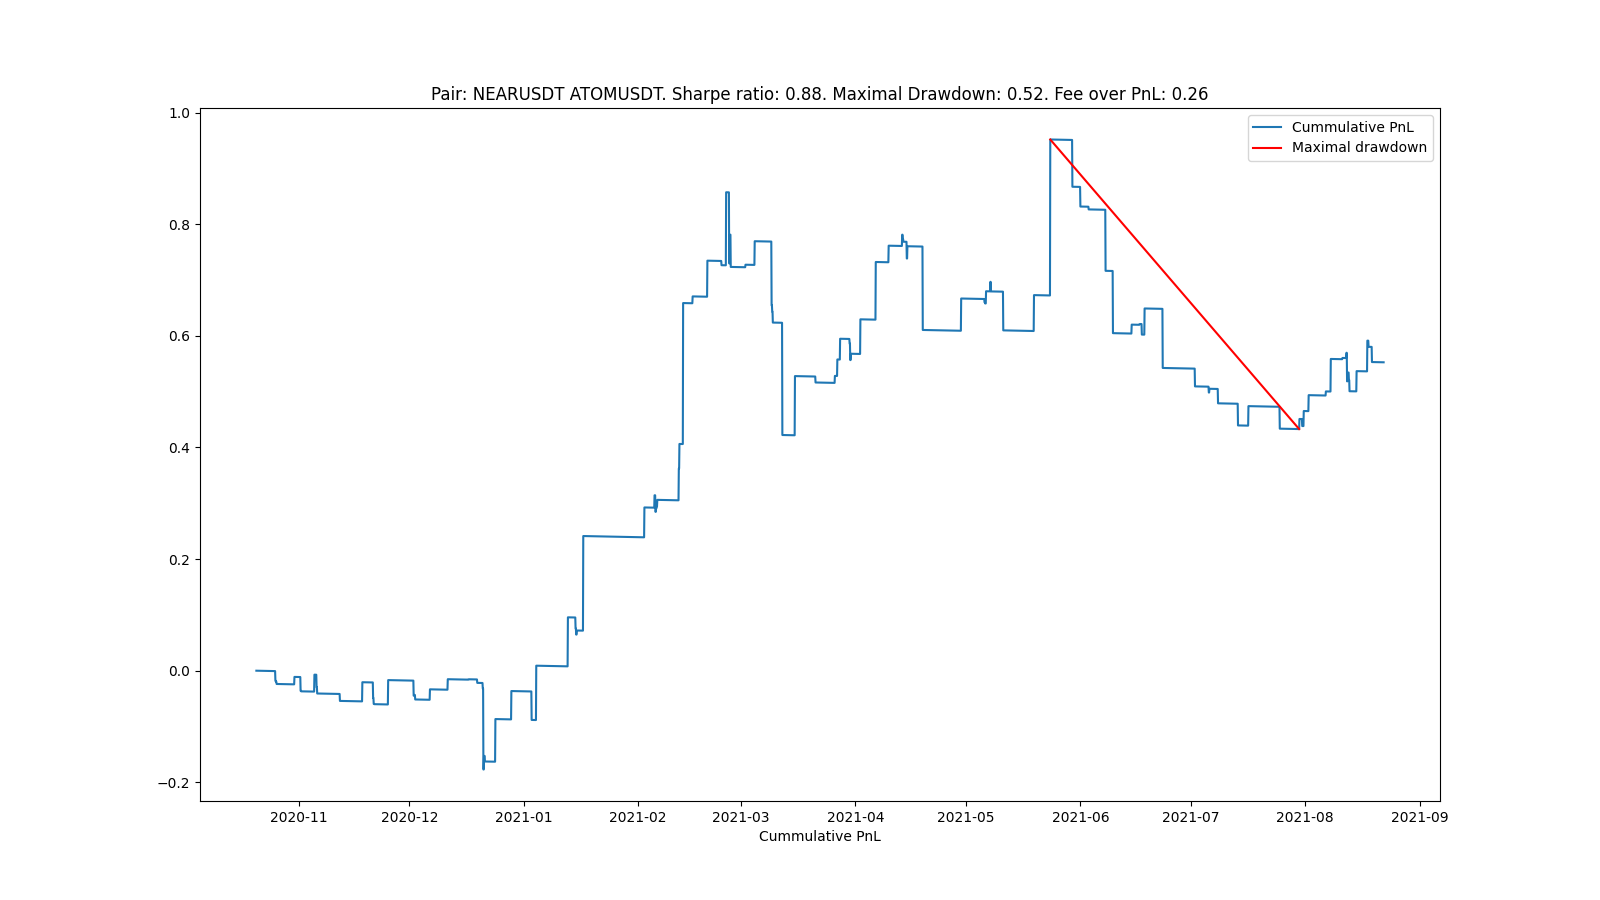 Pair: NEARUSDT ATOMUSDT. Sharpe ratio: 0.88. Maximal Drawdown: 0.52. Fee over PnL: 0.26
Cummulative PnL
Maximal drawdown
1.0
0.8
0.6
0.4
0.2
0.0
−0.2
2020-11 2020-12 2021-01 2021-02 2021-03 2021-04 2021-05 2021-06 2021-07 2021-08 2021-09
Cummulative PnL